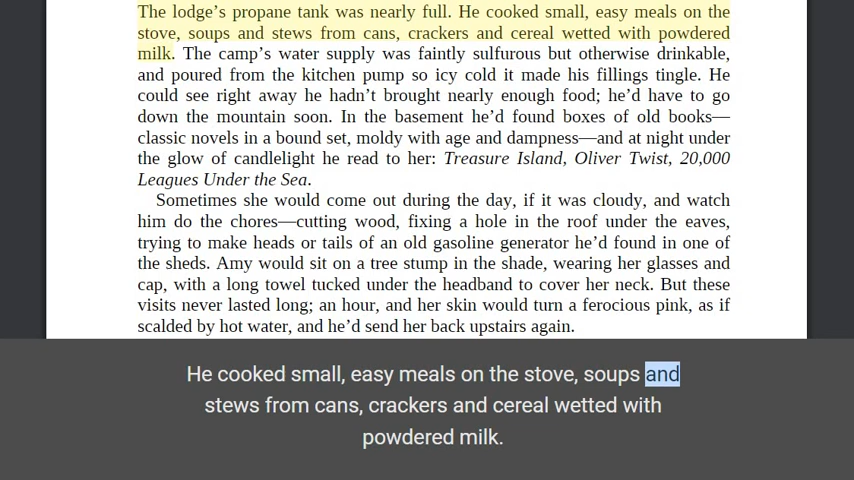 The lodge’s propane tank was nearly full. He cooked small, easy meals on the
stove, soups and stews from cans, crackers and cereal wetted with powdered
milk. The camp’s water supply was faintly sulfurous but otherwise drinkable,
and poured from the kitchen pump so icy cold it made his fillings tingle. He
could see right away he hadn’t brought nearly enough food; he’d have to go
down the mountain soon. In the basement he’d found boxes of old books—
classic novels in a bound set, moldy with age and dampness—and at night under
the glow of candlelight he read to her: Treasure Island, Oliver Twist, 20,000
Leagues Under the Sea.
Sometimes she would come out during the day, if it was cloudy, and watch
him do the chores—cutting wood, fixing a hole in the roof under the eaves,
trying to make heads or tails of an old gasoline generator he’d found in one of
the sheds. Amy would sit on a tree stump in the shade, wearing her glasses and
cap, with a long towel tucked under the headband to cover her neck. But these
visits never lasted long; an hour, and her skin would turn a ferocious pink, as if
scalded by hot water, and he’d send her back upstairs again.
He cooked small, easy meals on the stove, soups and
stews from cans, crackers and cereal wetted with
powdered milk.